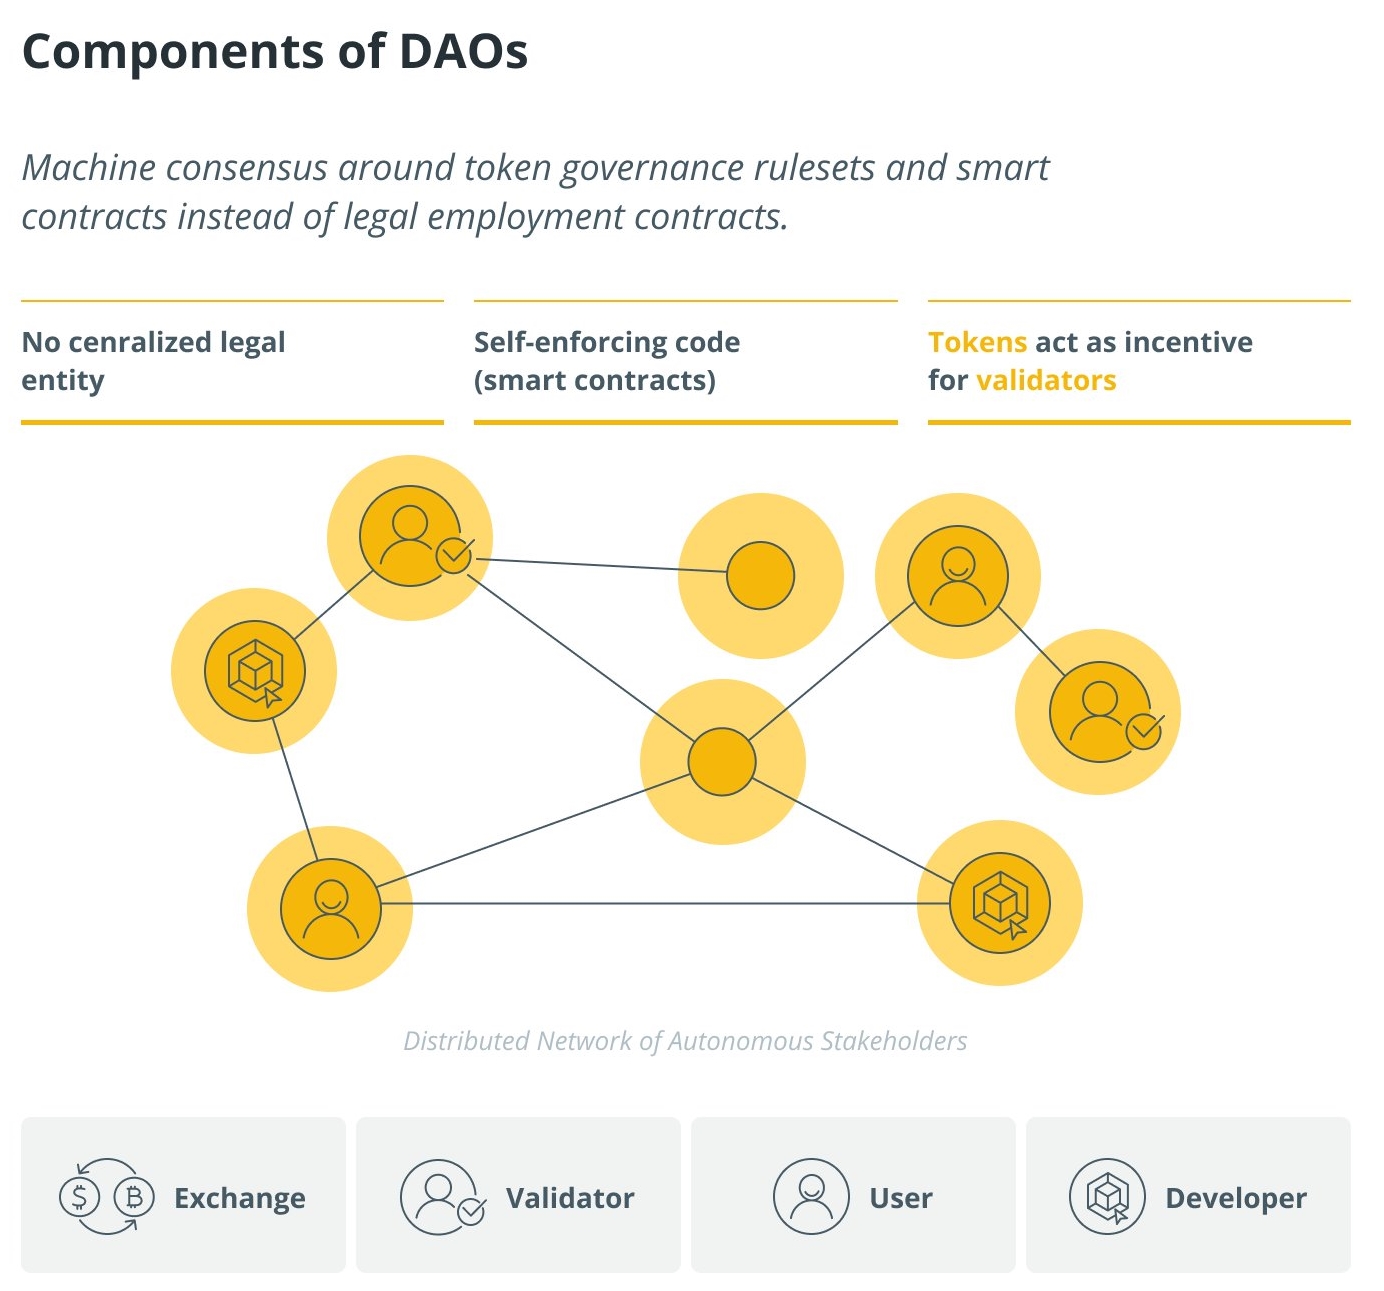 Components of DAOs
Machine consensus around token governance rulesets and smart
contracts instead of legal employment contracts.
No cenralized legal
entity
Self-enforcing code
(smart contracts)
Tokens act as incentive
for validators
Distributed Network of Autonomous Stakeholders
Exchange
Validator
User
Developer